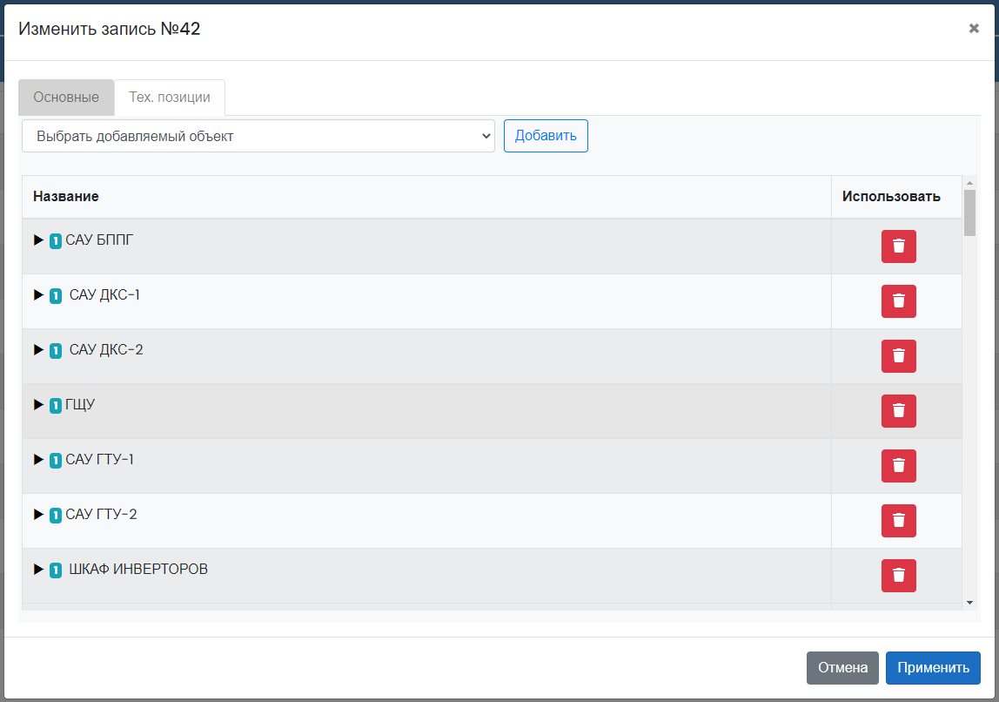 Изменить запись №42
Основные
Тех. позиции
Выбрать добавляемый объект
Добавить
Название
Использовать
1 САУ БППГ
1 САУ ДКС-1
1 САУ ДКС-2
1 ГЩУ
1 САУ ГТУ-1
1 САУ ГТУ-2
1 ШКАФ ИНВЕРТОРОВ
Отмена
Применить